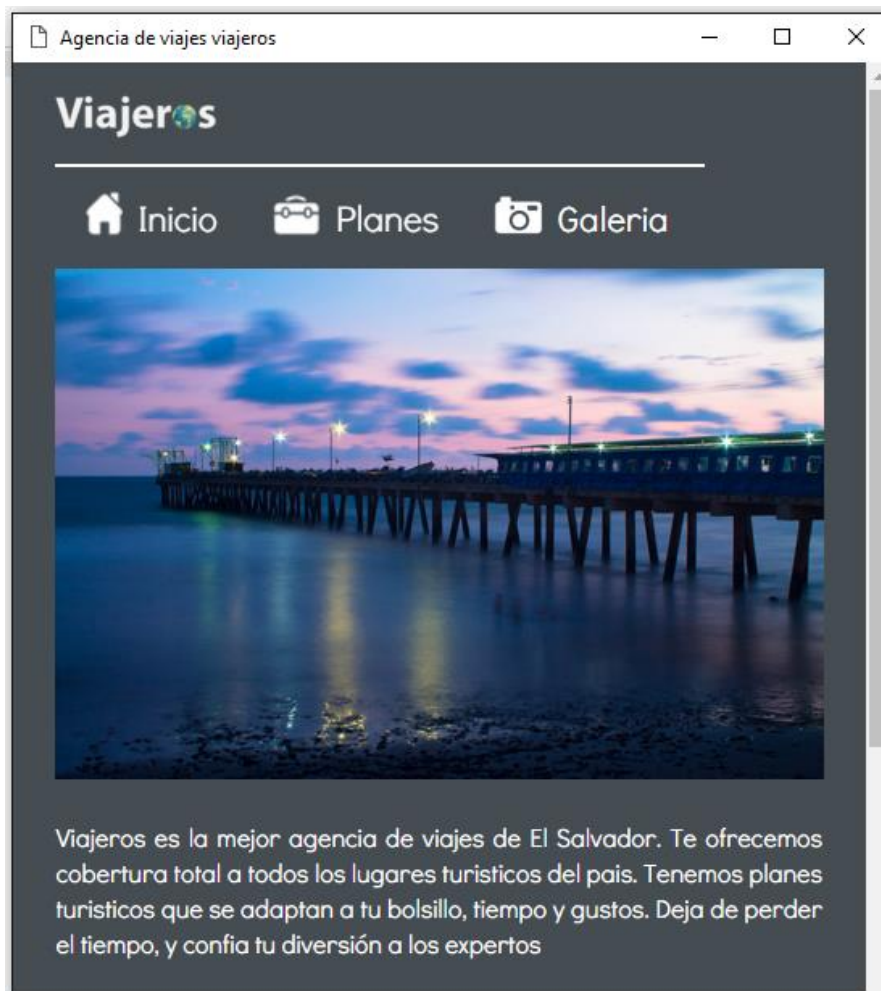 Agencia de viajes viajeros
Viajeros
Inicio Planes Galeria
Viajeros es la mejor agencia de viajes de El Salvador. Te ofrecemos
cobertura total a todos los lugares turisticos del pais. Tenemos planes
turisticos que se adaptan a tu bolsillo, tiempo y gustos. Deja de perder
el tiempo, y confia tu diversión a los expertos